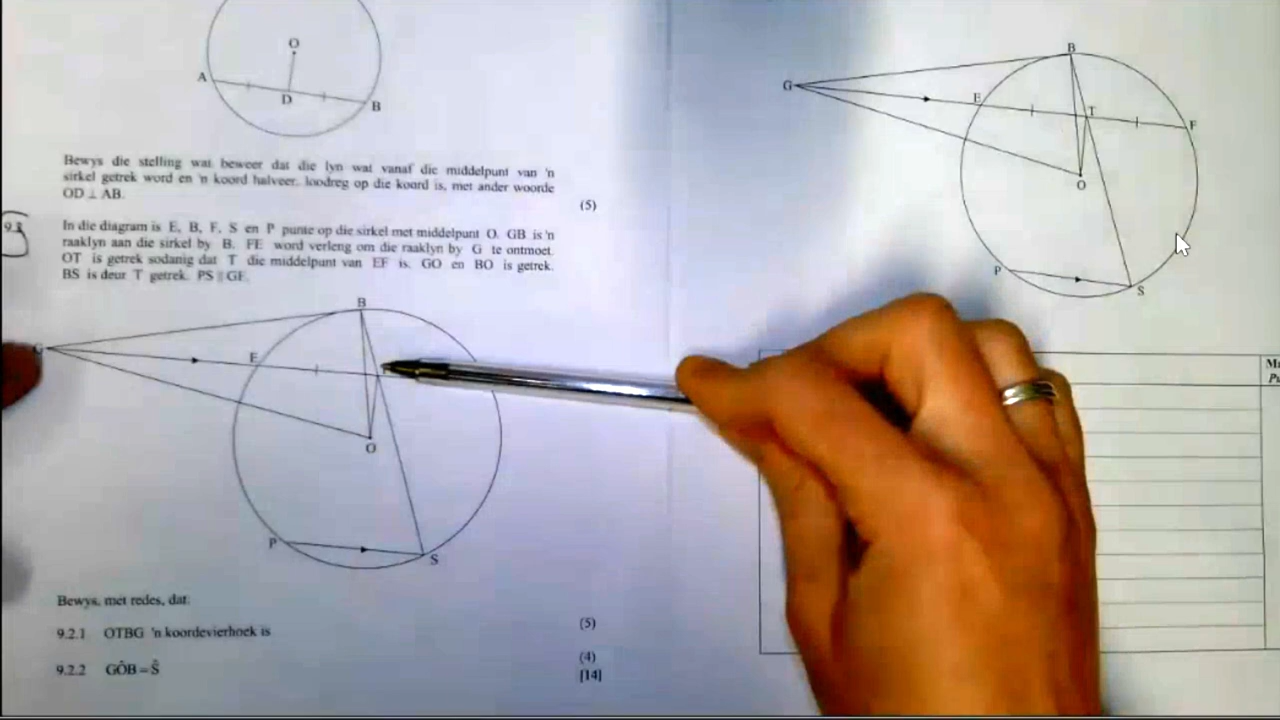 O
A
D
B
Bewys die stelling wat beweer dat die lyn wat vanaf die middelpunt van 'n
sirkel getrek word en 'n koord halveer, loodreg op die koord is, met ander woorde
OD ⊥ AB.
(5)
9.2
In die diagram is E, B, F, S en P punte op die sirkel met middelpunt O. GB is 'n
raaklyn aan die sirkel by B. FE word verleng om die raaklyn by G te ontmoet.
OT is getrek sodanig dat T die middelpunt van EF is. GO en BO is getrek.
BS is deur T getrek. PS || GF.
B
G
E
O
P
S
Bewys, met redes, dat:
9.2.1 OTBG 'n koordevierhoek is (5)
9.2.2 GÔB = Ŝ (4)
[14]
B
G
E
T
F
O
P
S